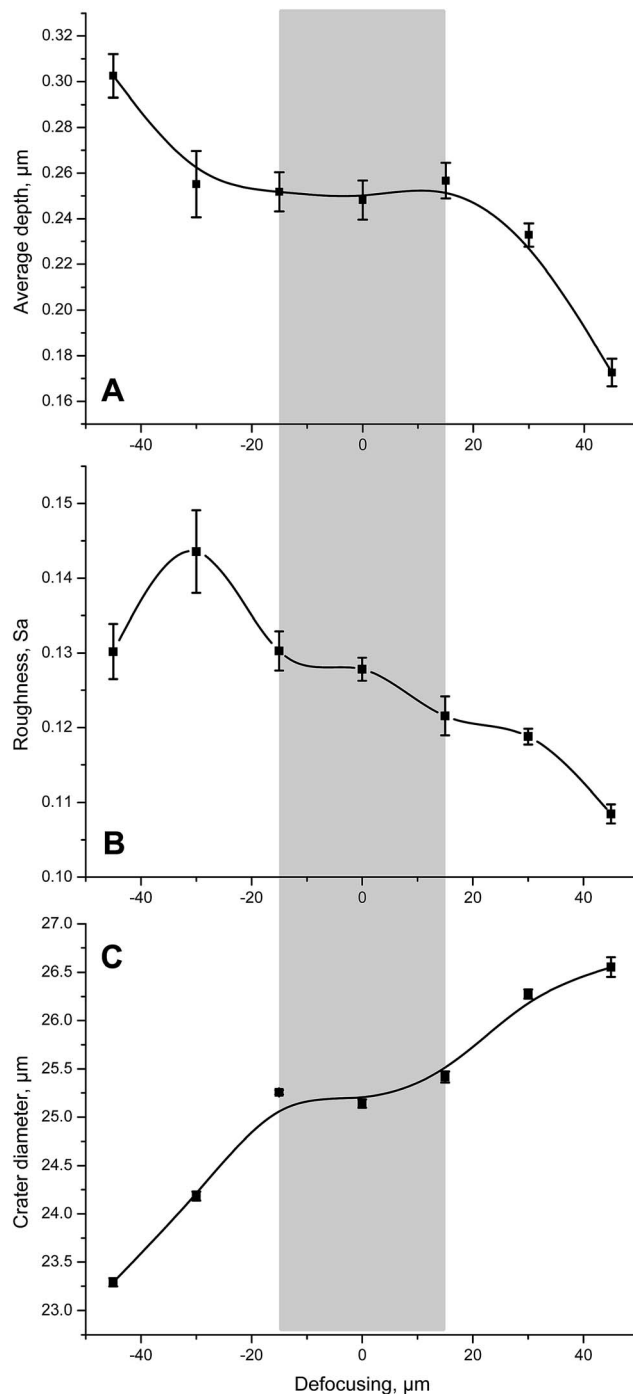 0.32
0.30
0.28
0.26
0.24
0.22
0.20
0.18
0.16
Average depth, µm
A
-40 -20 0 20 40
0.15
0.14
0.13
0.12
0.11
0.10
Roughness, Sa
B
-40 -20 0 20 40
27.0
26.5
26.0
25.5
25.0
24.5
24.0
23.5
23.0
Crater diameter, µm
C
-40 -20 0 20 40
Defocusing, µm